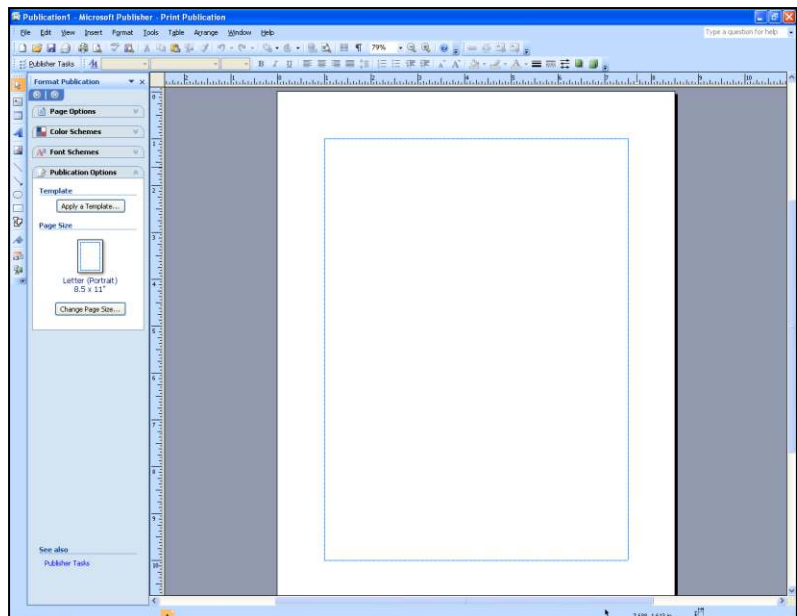 Publication1 - Microsoft Publisher - Print Publication
File Edit View Insert Format Tools Table Arrange Window Help
Type a question for help
79%
Publisher Tasks
Format Publication
Page Options
Color Schemes
Font Schemes
Publication Options
Template
Apply a Template...
Page Size
Letter (Portrait)
8.5 x 11"
Change Page Size...
See also
Publisher Tasks